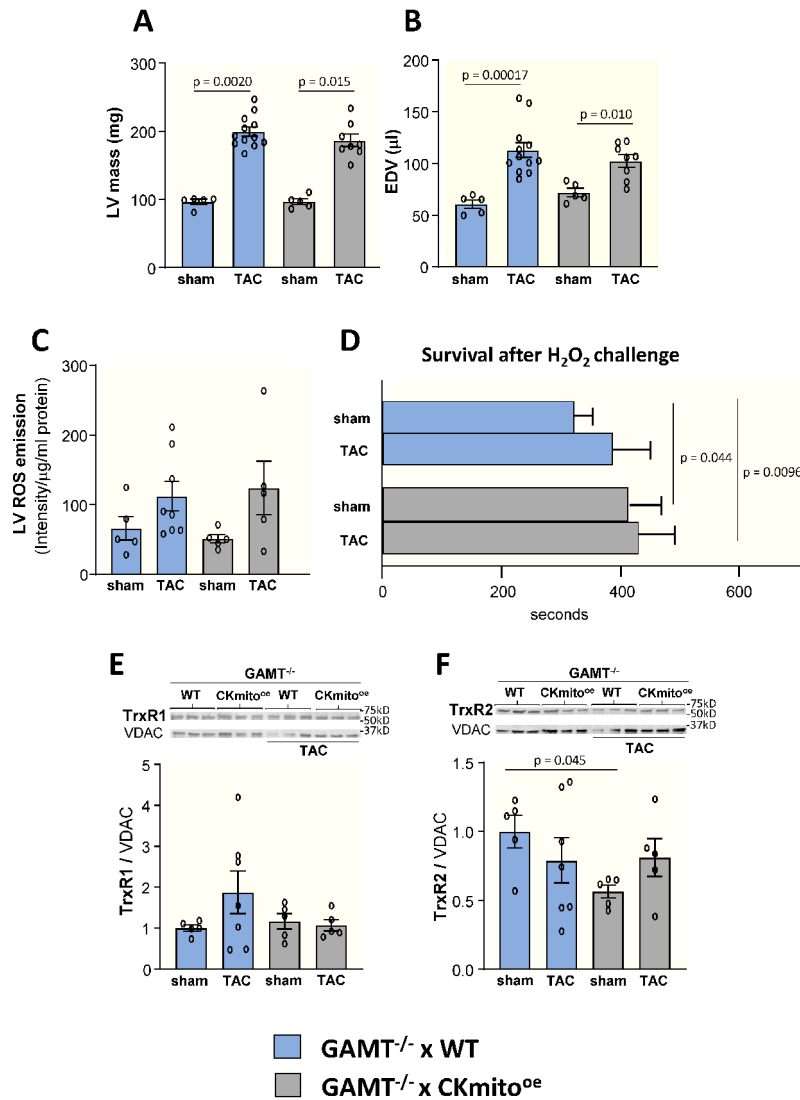 A
LV mass (mg)
300
200
100
0
p = 0.0020
p = 0.015
sham
TAC
sham
TAC
B
EDV (µl)
200
150
100
50
0
p = 0.00017
p = 0.010
sham
TAC
sham
TAC
C
LV ROS emission
(Intensity/µg/ml protein)
300
200
100
0
sham
TAC
sham
TAC
D
Survival after H₂O₂ challenge
sham
TAC
sham
TAC
p = 0.044
p = 0.0096
0
200
400
600
seconds
E
GAMT⁻/⁻
WT
CKmitoᵒᵉ
WT
CKmitoᵒᵉ
TrxR1
VDAC
-75kD
-50kD
-37kD
TAC
TrxR1 / VDAC
5
4
3
2
1
0
sham
TAC
sham
TAC
F
GAMT⁻/⁻
WT
CKmitoᵒᵉ
WT
CKmitoᵒᵉ
TrxR2
VDAC
-75kD
-50kD
-37kD
TAC
TrxR2 / VDAC
1.5
1.0
0.5
0.0
p = 0.045
sham
TAC
sham
TAC
GAMT⁻/⁻ x WT
GAMT⁻/⁻ x CKmitoᵒᵉ